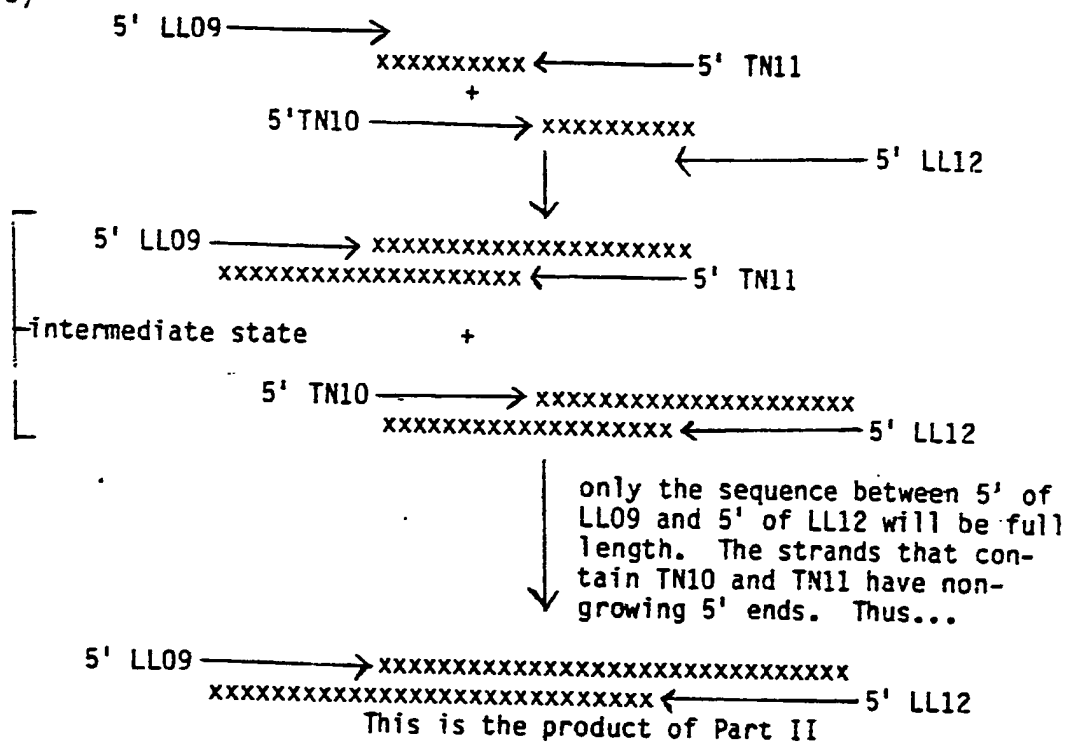 5' LL09
xxxxxxxxxx 5' TN11
+
5'TN10 xxxxxxxxxx
5' LL12
5' LL09 xxxxxxxxxxxxxxxxxxxxx
xxxxxxxxxxxxxxxxxxxx 5' TN11
intermediate state +
5' TN10 xxxxxxxxxxxxxxxxxxxxx
xxxxxxxxxxxxxxxxxxx 5' LL12
only the sequence between 5' of
LL09 and 5' of LL12 will be full
length. The strands that con-
tain TN10 and TN11 have non-
growing 5' ends. Thus...
5' LL09 xxxxxxxxxxxxxxxxxxxxxxxxxxxxxxx
xxxxxxxxxxxxxxxxxxxxxxxxxxxxx 5' LL12
This is the product of Part II